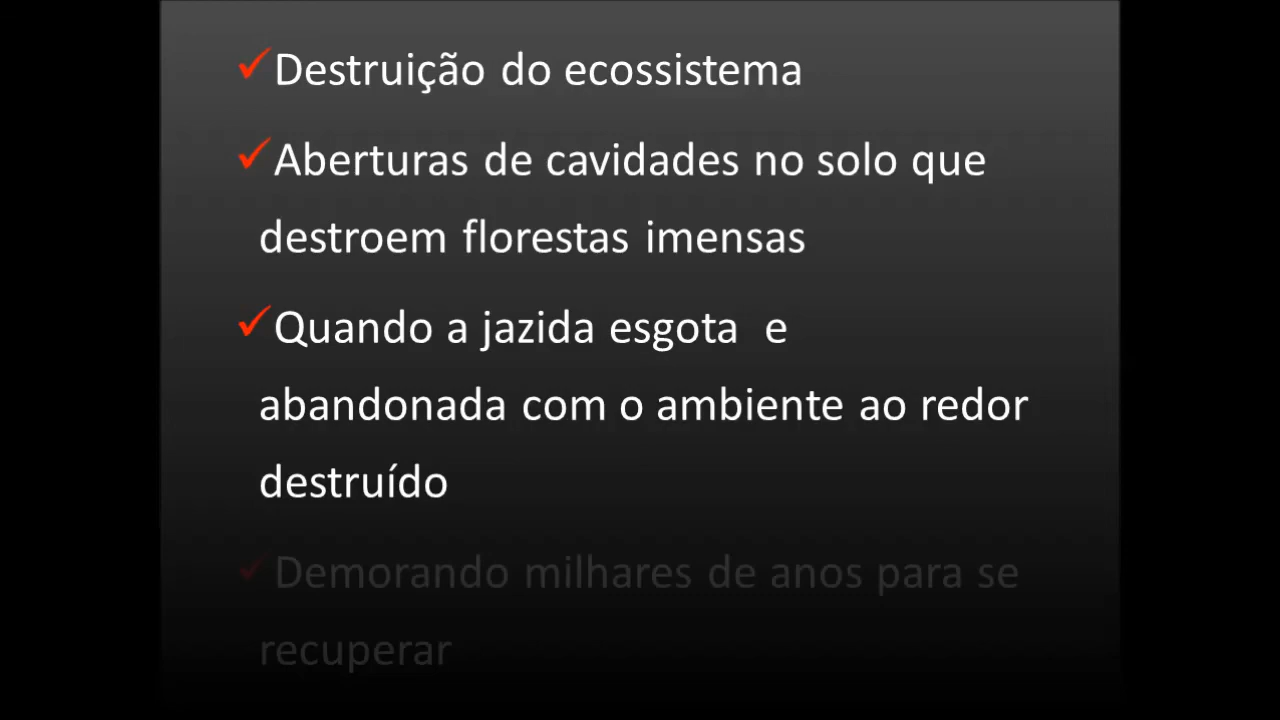 ✓Destruição do ecossistema
✓Aberturas de cavidades no solo que
destroem florestas imensas
✓Quando a jazida esgota  e
abandonada com o ambiente ao redor
destruído
✓Demorando milhares de anos para se
recuperar